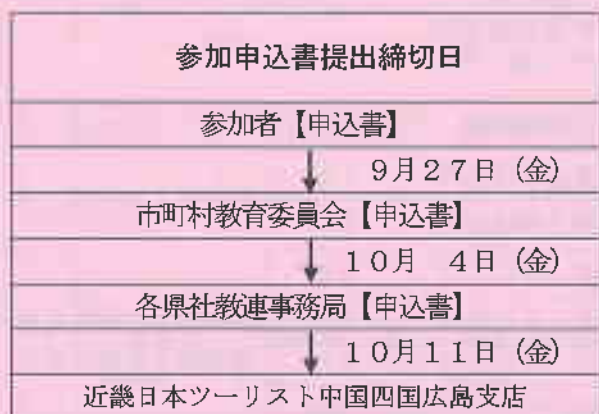 参加申込書提出締切日
参加者【申込書】
↓ 9月27日（金）
市町村教育委員会【申込書】
↓ 10月 4日（金）
各県社教連事務局【申込書】
↓ 10月11日（金）
近畿日本ツーリスト中国四国広島支店